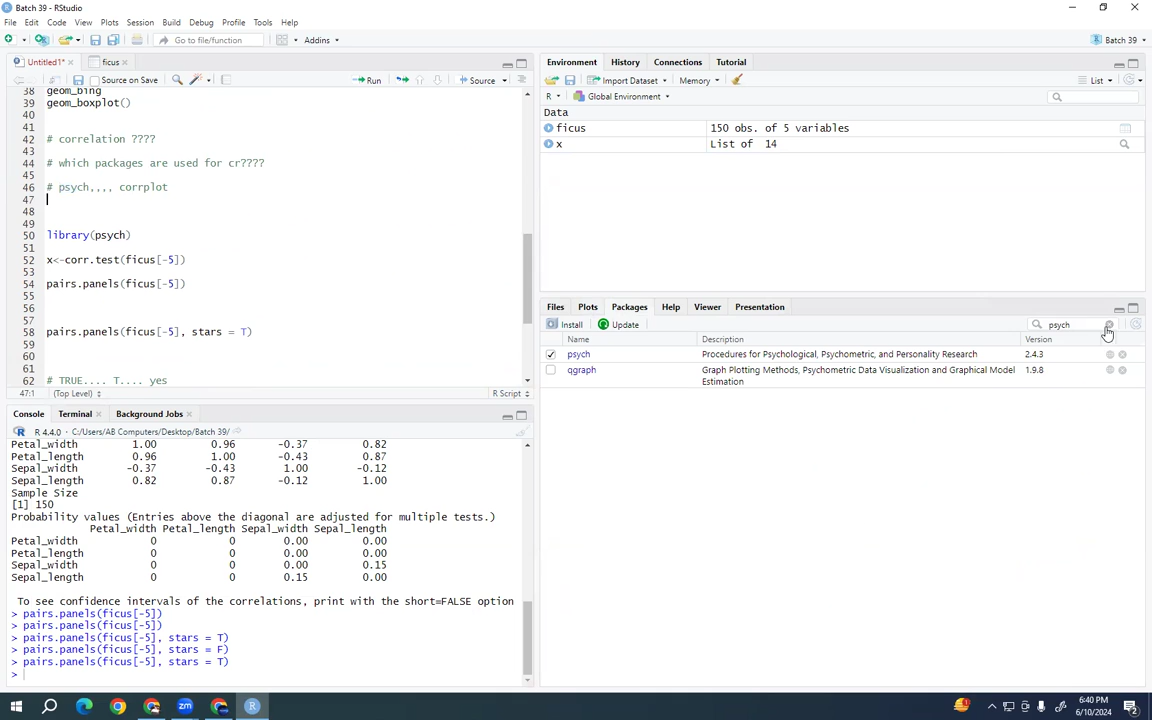 Batch 39 - RStudio
File Edit Code View Plots Session Build Debug Profile Tools Help
Go to file/function Addins Batch 39
Untitled1* ficus
Source on Save Run Source
38 geom_bing
39 geom_boxplot()
40
41
42 # correlation ????
43
44 # which packages are used for cr????
45
46 # psych,,,, corrplot
47
48
49
50 library(psych)
51
52 x<-corr.test(ficus[-5])
53
54 pairs.panels(ficus[-5])
55
56
57
58 pairs.panels(ficus[-5], stars = T)
59
60
61
62 # TRUE.... T.... yes
47:1 (Top Level) R Script
Console Terminal Background Jobs
R 4.4.0 · C:/Users/AB Computers/Desktop/Batch 39/
Petal_width 1.00 0.96 -0.37 0.82
Petal_length 0.96 1.00 -0.43 0.87
Sepal_width -0.37 -0.43 1.00 -0.12
Sepal_length 0.82 0.87 -0.12 1.00
Sample Size
[1] 150
Probability values (Entries above the diagonal are adjusted for multiple tests.)
Petal_width Petal_length Sepal_width Sepal_length
Petal_width 0 0 0.00 0.00
Petal_length 0 0 0.00 0.00
Sepal_width 0 0 0.00 0.15
Sepal_length 0 0 0.15 0.00
To see confidence intervals of the correlations, print with the short=FALSE option
> pairs.panels(ficus[-5])
> pairs.panels(ficus[-5])
> pairs.panels(ficus[-5], stars = T)
> pairs.panels(ficus[-5], stars = F)
> pairs.panels(ficus[-5], stars = T)
>
Environment History Connections Tutorial
Import Dataset Memory List
R Global Environment
Data
ficus 150 obs. of 5 variables
x List of 14
Files Plots Packages Help Viewer Presentation
Install Update psych
Name Description Version
psych Procedures for Psychological, Psychometric, and Personality Research 2.4.3
qgraph Graph Plotting Methods, Psychometric Data Visualization and Graphical Model 1.9.8
Estimation
zm R 6:40 PM
6/10/2024 2